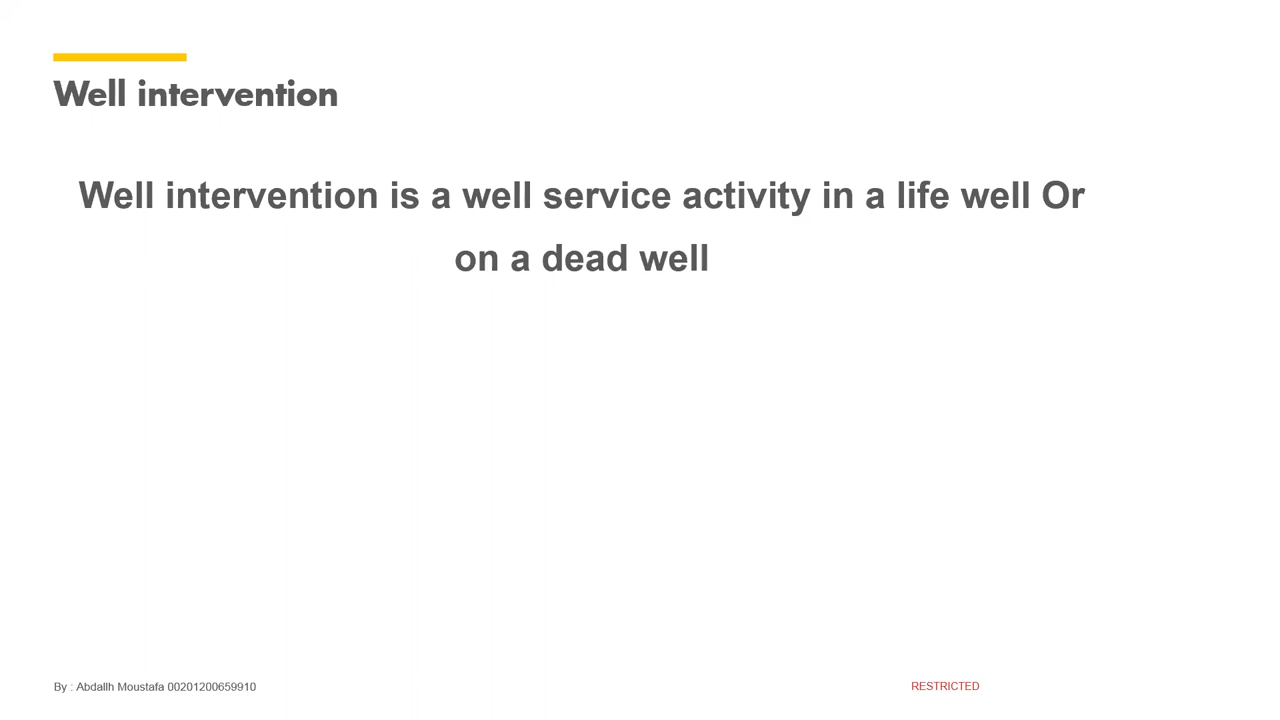 Well intervention
Well intervention is a well service activity in a life well Or
on a dead well
By : Abdallh Moustafa 00201200659910
RESTRICTED